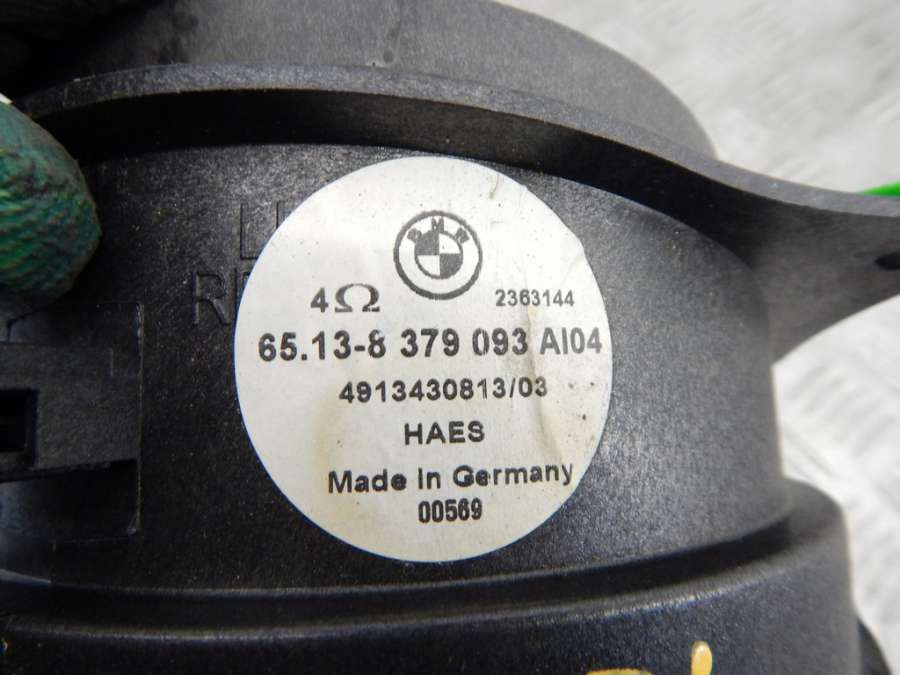 BMW
4Ω 2363144
65.13-8 379 093 AI04
4913430813/03
HAES
Made in Germany
00569